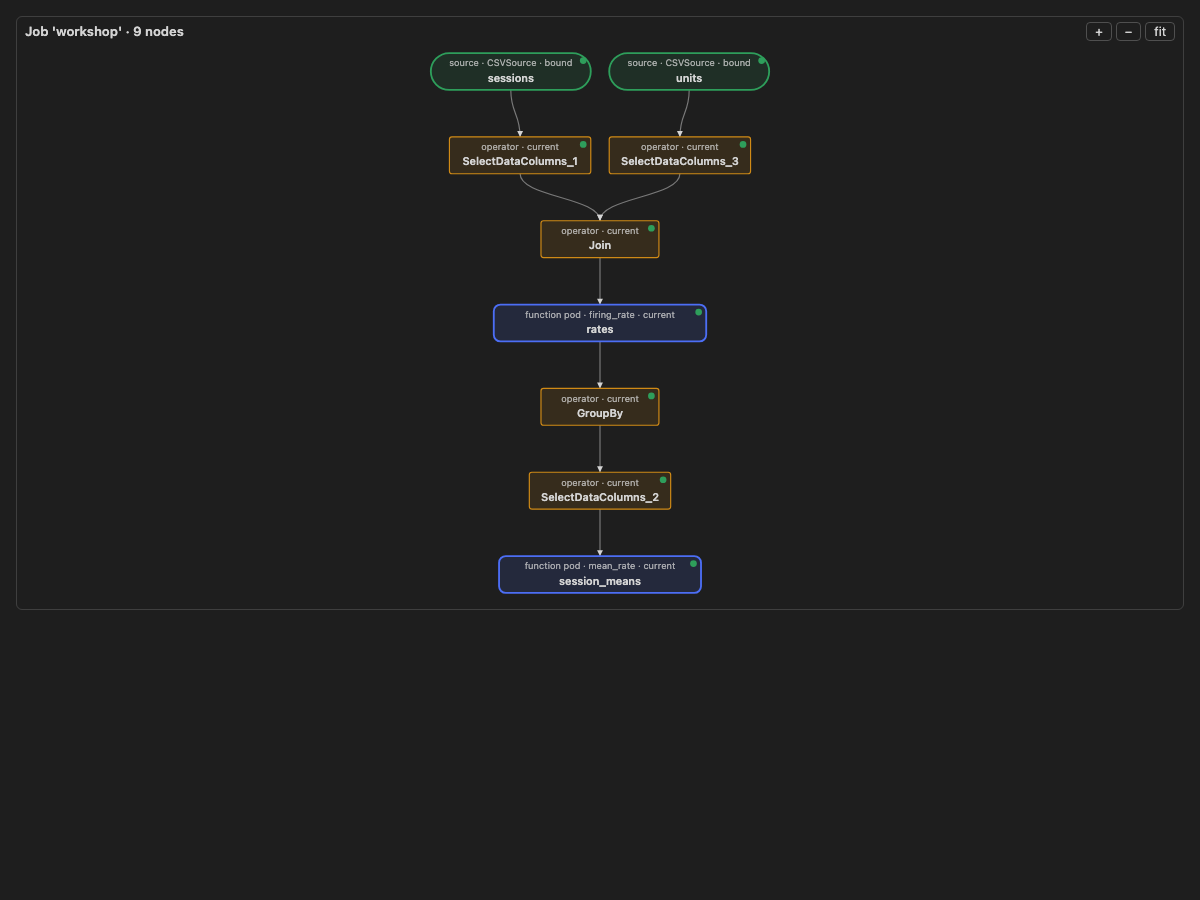 Job 'workshop' · 9 nodes
+
−
fit
source · CSVSource · bound
sessions
source · CSVSource · bound
units
operator · current
SelectDataColumns_1
operator · current
SelectDataColumns_3
operator · current
Join
function pod · firing_rate · current
rates
operator · current
GroupBy
operator · current
SelectDataColumns_2
function pod · mean_rate · current
session_means